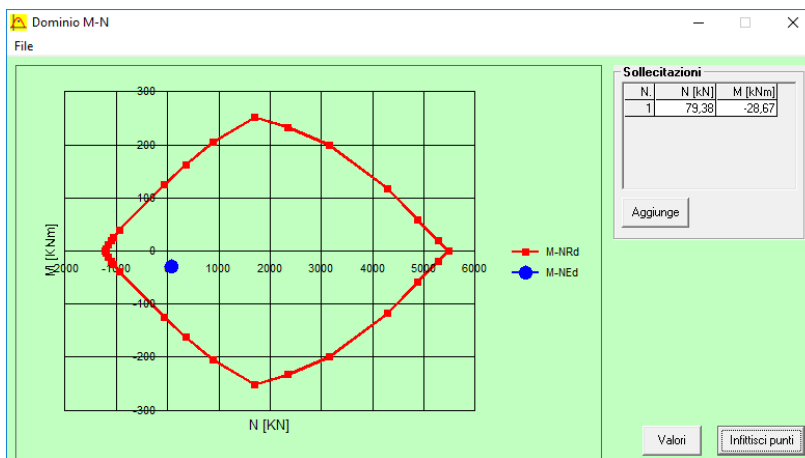 Dominio M-N
File
300
200
100
0
-100
-200
-300
M [KNm]
-2000 -1000 0 1000 2000 3000 4000 5000 6000
N [KN]
M-NRd
M-NEd
Sollecitazioni
N. N [kN] M [kNm]
1 79,38 -28,67
Aggiunge
Valori
Infittisci punti